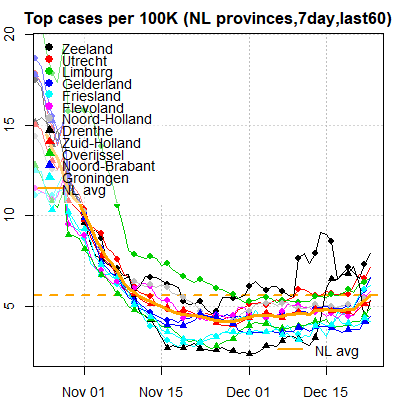 Top cases per 100K (NL provinces,7day,last60)
20
15
10
5
Zeeland
Utrecht
Limburg
Gelderland
Friesland
Flevoland
Noord-Holland
Drenthe
Zuid-Holland
Overijssel
Noord-Brabant
Groningen
NL avg
NL avg
Nov 01
Nov 15
Dec 01
Dec 15